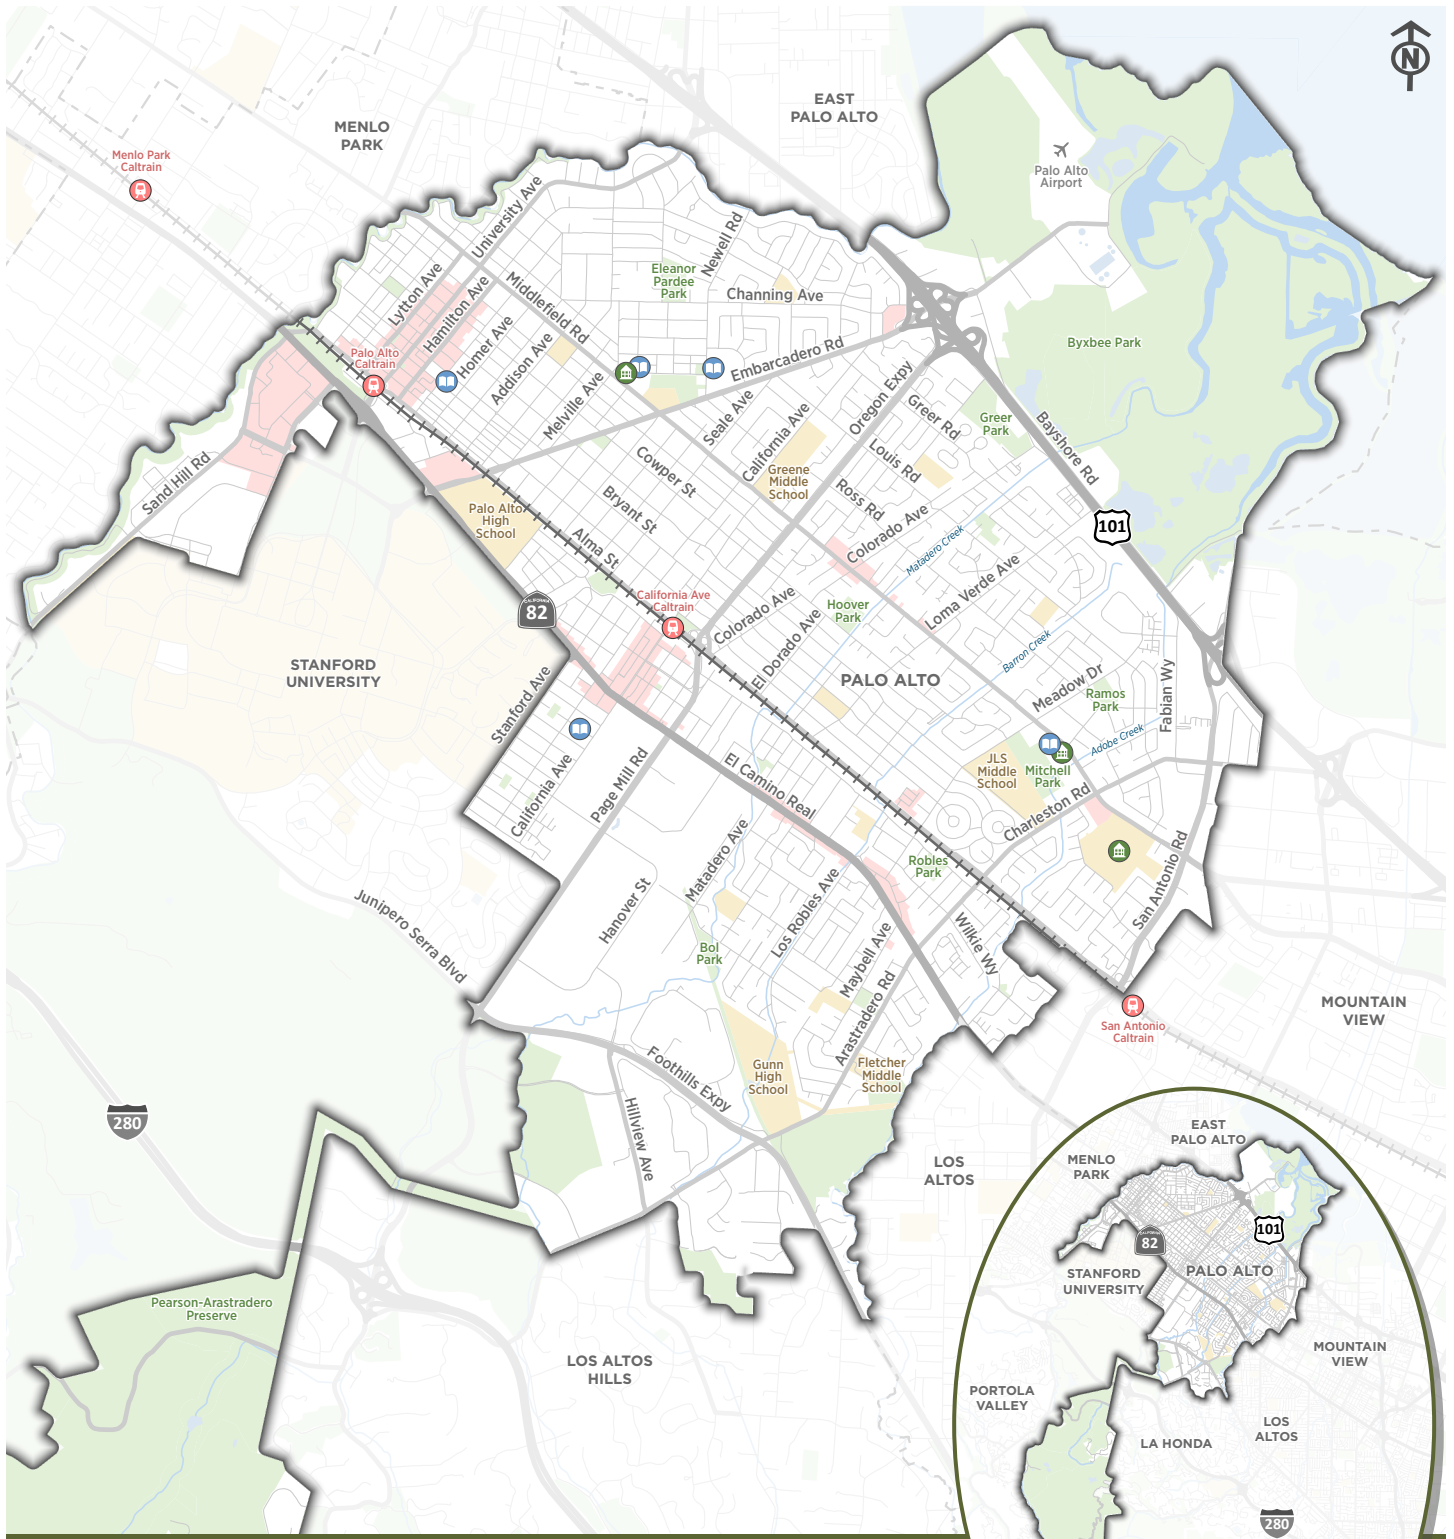 N
EAST
PALO ALTO
MENLO
PARK
Menlo Park
Caltrain
Palo Alto
Airport
University Ave
Newell Rd
Eleanor
Pardee
Park
Lytton Ave
Hamilton Ave
Middlefield Rd
Channing Ave
Homer Ave
Addison Ave
Palo Alto
Caltrain
Embarcadero Rd
Byxbee Park
Melville Ave
Seale Ave
California Ave
Oregon Expy
Greer Rd
Greer
Park
Bayshore Rd
Sand Hill Rd
Cowper St
Louis Rd
Greene
Middle
School
Bryant St
Ross Rd
Palo Alto
High
School
Colorado Ave
101
Alma St
Matadero Creek
Loma Verde Ave
CALIFORNIA
82
California Ave
Caltrain
Colorado Ave
Hoover
Park
El Dorado Ave
Barron Creek
STANFORD
UNIVERSITY
PALO ALTO
Stanford Ave
Meadow Dr
Ramos
Park
Fabian Wy
Adobe Creek
JLS
Middle
School
Mitchell
Park
California Ave
Page Mill Rd
El Camino Real
Charleston Rd
Matadero Ave
Robles
Park
San Antonio Rd
Junipero Serra Blvd
Hanover St
Los Robles Ave
Bol
Park
Maybell Ave
Wilkie Wy
Arastradero Rd
MOUNTAIN
VIEW
San Antonio
Caltrain
Foothills Expy
Gunn
High
School
Fletcher
Middle
School
Hillview Ave
280
LOS
ALTOS
Pearson-Arastradero
Preserve
LOS ALTOS
HILLS
EAST
PALO ALTO
MENLO
PARK
101
CALIFORNIA
82
STANFORD
UNIVERSITY
PALO ALTO
MOUNTAIN
VIEW
PORTOLA
VALLEY
LOS
ALTOS
LA HONDA
280